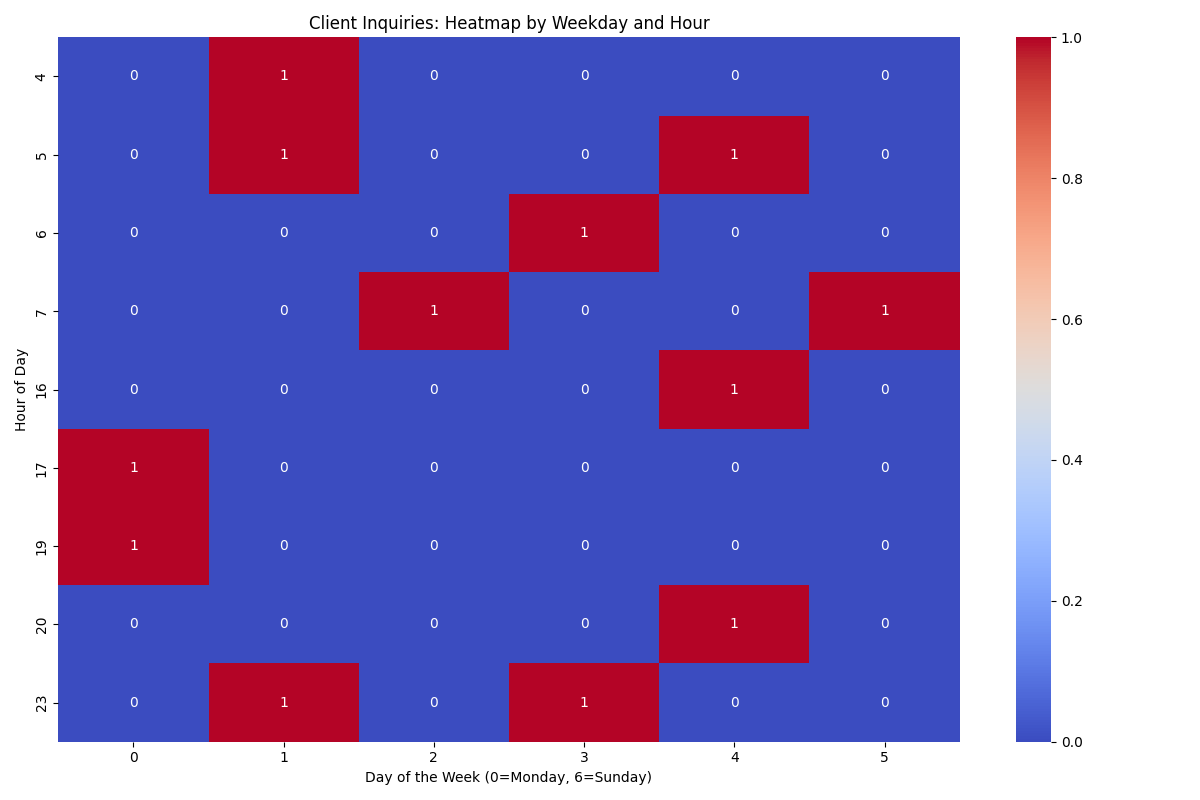 Client Inquiries: Heatmap by Weekday and Hour
4 0 1 0 0 0 0
5 0 1 0 0 1 0
6 0 0 0 1 0 0
7 0 0 1 0 0 1
16 0 0 0 0 1 0
17 1 0 0 0 0 0
19 1 0 0 0 0 0
20 0 0 0 0 1 0
23 0 1 0 1 0 0
0 1 2 3 4 5
Hour of Day
Day of the Week (0=Monday, 6=Sunday)
1.0
0.8
0.6
0.4
0.2
0.0